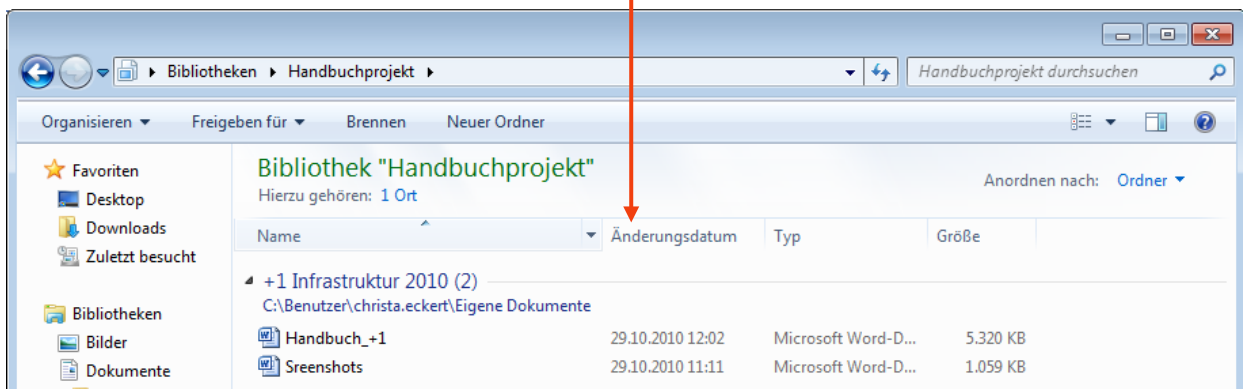 Bibliotheken Handbuchprojekt
Handbuchprojekt durchsuchen
Organisieren Freigeben für Brennen Neuer Ordner
Favoriten
Desktop
Downloads
Zuletzt besucht
Bibliotheken
Bilder
Dokumente
Bibliothek "Handbuchprojekt"
Hierzu gehören: 1 Ort
Anordnen nach: Ordner
Name Änderungsdatum Typ Größe
+1 Infrastruktur 2010 (2)
C:\Benutzer\christa.eckert\Eigene Dokumente
Handbuch_+1 29.10.2010 12:02 Microsoft Word-D... 5.320 KB
Sreenshots 29.10.2010 11:11 Microsoft Word-D... 1.059 KB